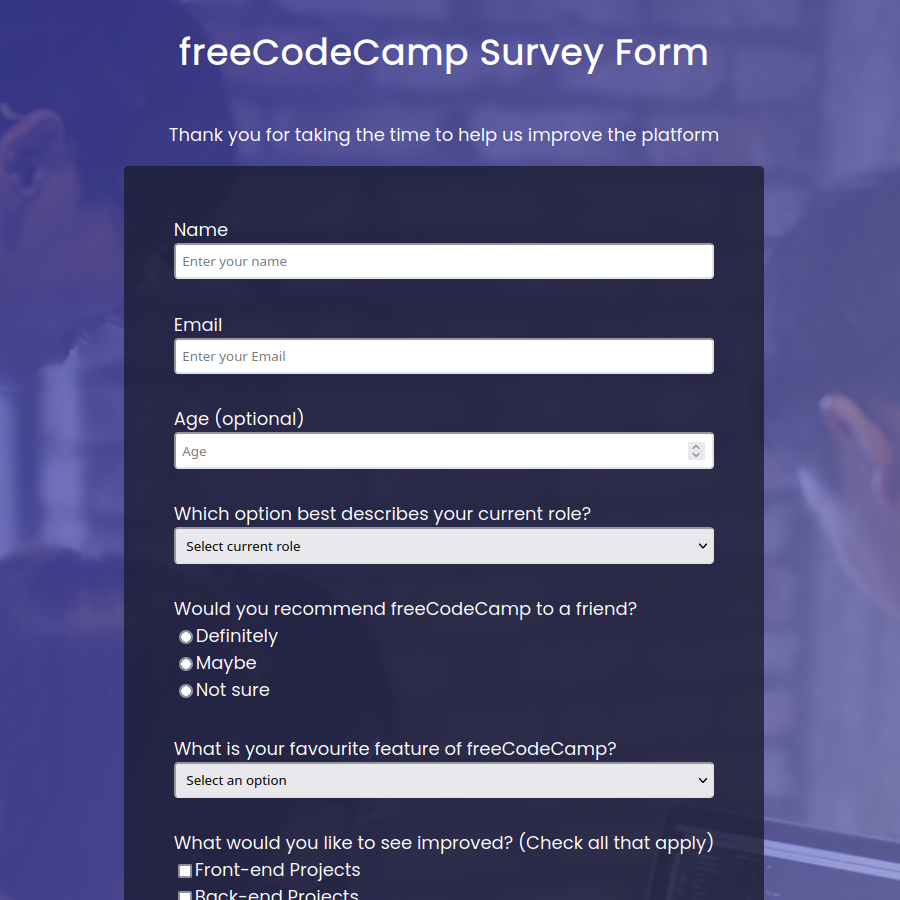 freeCodeCamp Survey Form
Thank you for taking the time to help us improve the platform
Name
Enter your name
Email
Enter your Email
Age (optional)
Age
Which option best describes your current role?
Select current role
Would you recommend freeCodeCamp to a friend?
Definitely
Maybe
Not sure
What is your favourite feature of freeCodeCamp?
Select an option
What would you like to see improved? (Check all that apply)
Front-end Projects
Back-end Projects